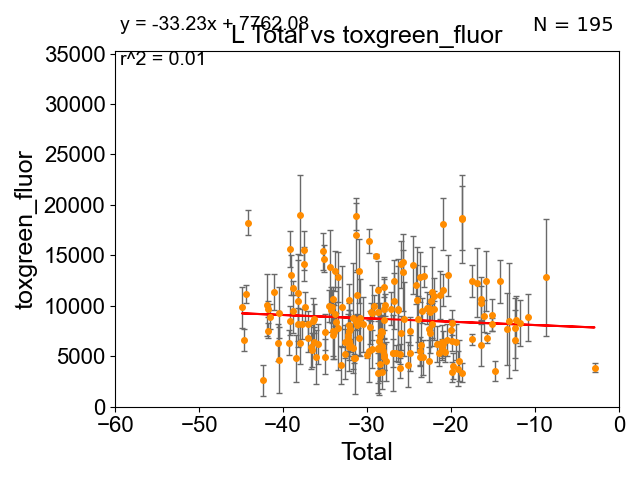 y = -33.23x + 7762.08
N = 195
L Total vs toxgreen_fluor
r^2 = 0.01
35000
30000
25000
20000
15000
10000
5000
0
toxgreen_fluor
−60
−50
−40
−30
−20
−10
0
Total